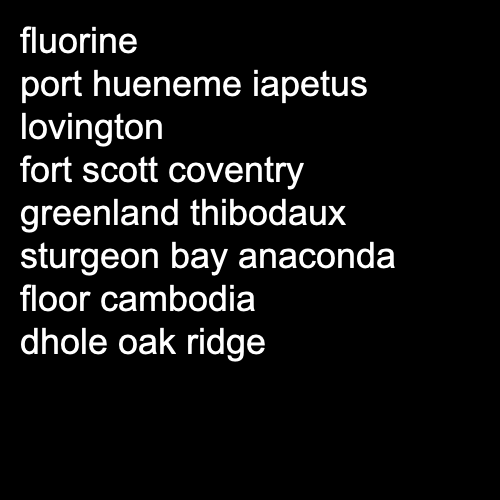 fluorine
port hueneme iapetus
lovington
fort scott coventry
greenland thibodaux
sturgeon bay anaconda
floor cambodia
dhole oak ridge